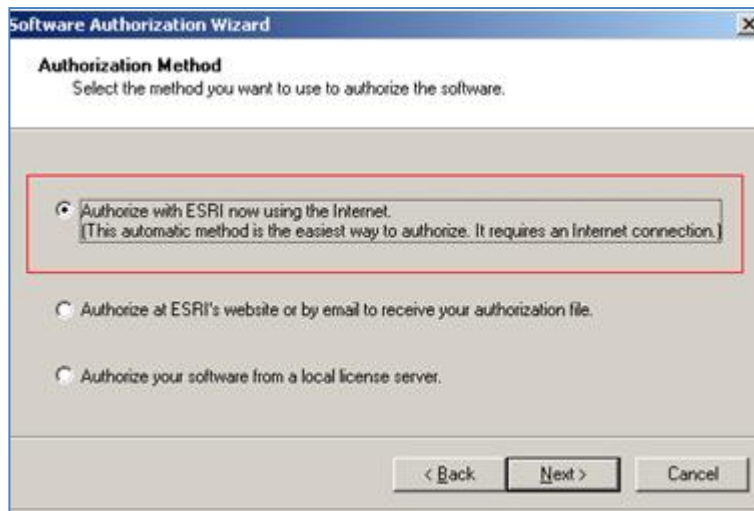 Software Authorization Wizard
Authorization Method
Select the method you want to use to authorize the software.
Authorize with ESRI now using the Internet.
(This automatic method is the easiest way to authorize. It requires an Internet connection.)
Authorize at ESRI's website or by email to receive your authorization file.
Authorize your software from a local license server.
< Back Next > Cancel